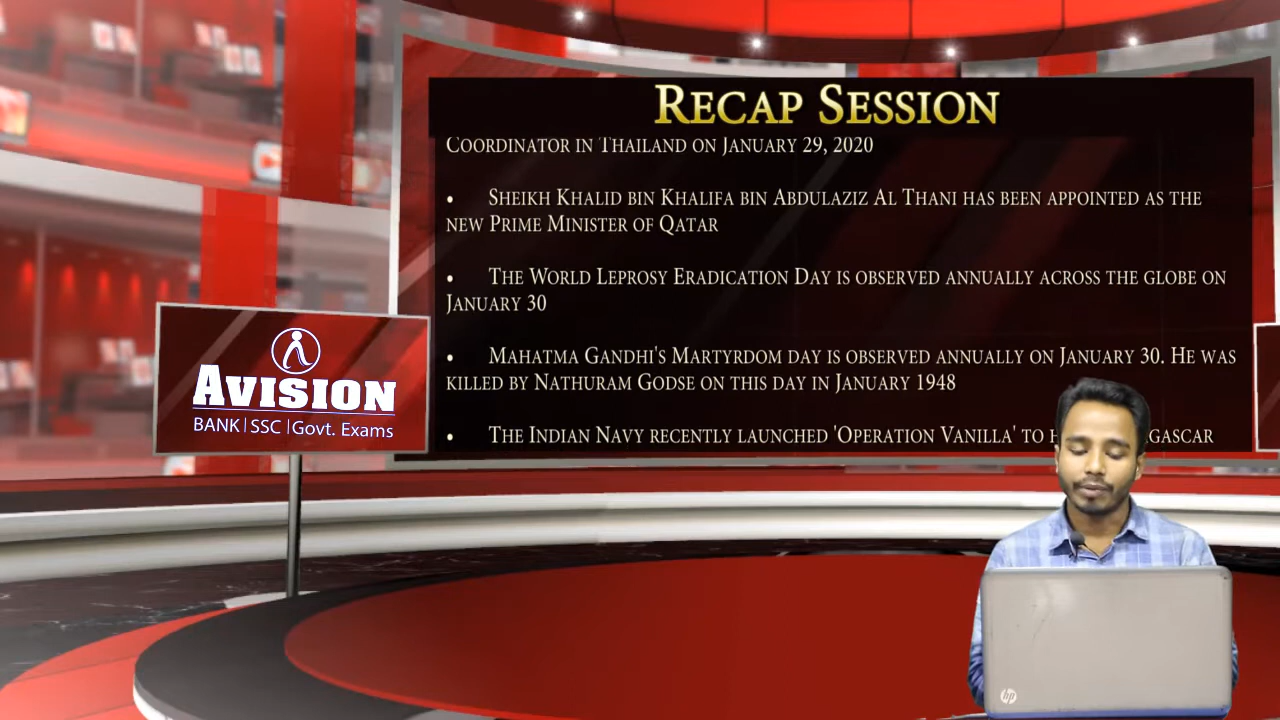 RECAP SESSION
COORDINATOR IN THAILAND ON JANUARY 29, 2020
• SHEIKH KHALID BIN KHALIFA BIN ABDULAZIZ AL THANI HAS BEEN APPOINTED AS THE
NEW PRIME MINISTER OF QATAR
• THE WORLD LEPROSY ERADICATION DAY IS OBSERVED ANNUALLY ACROSS THE GLOBE ON
JANUARY 30
• MAHATMA GANDHI'S MARTYRDOM DAY IS OBSERVED ANNUALLY ON JANUARY 30. HE WAS
KILLED BY NATHURAM GODSE ON THIS DAY IN JANUARY 1948
• THE INDIAN NAVY RECENTLY LAUNCHED 'OPERATION VANILLA' TO
AVISION
BANK|SSC|Govt. Exams
hp